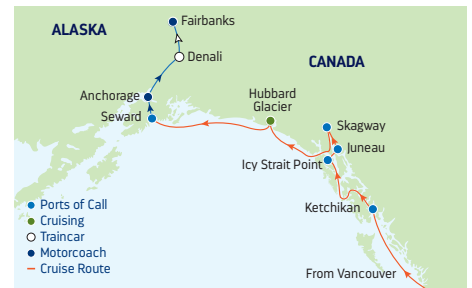 Fairbanks
ALASKA
Denali
CANADA
Anchorage
Hubbard
Glacier
Seward
Skagway
Juneau
Icy Strait Point
Ports of Call
Cruising
Ketchikan
Traincar
Motorcoach
Cruise Route
From Vancouver